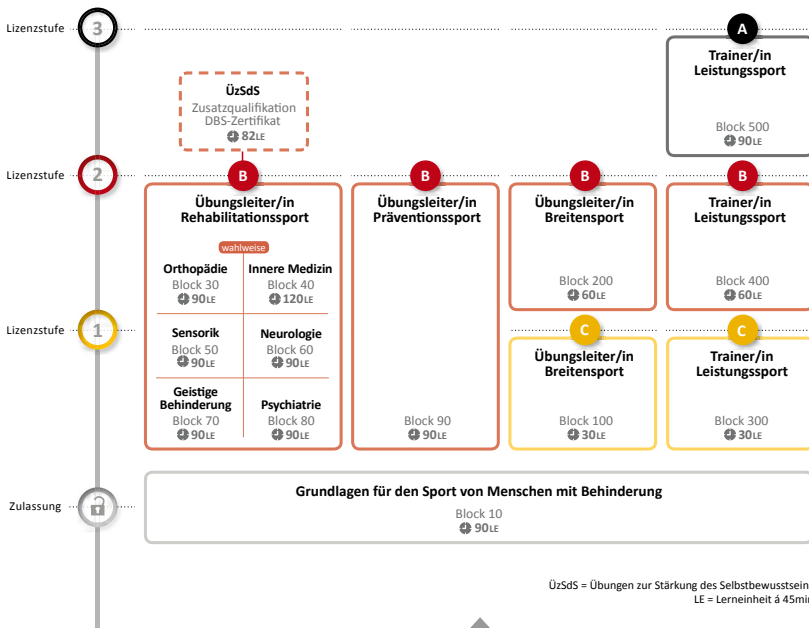 Lizenzstufe
3
A
Trainer/in
Leistungssport
Block 500
90LE
ÜzSdS
Zusatzqualifikation
DBS-Zertifikat
82LE
Lizenzstufe
2
B
B
B
B
Übungsleiter/in
Rehabilitationssport
wahlweise
Orthopädie
Block 30
90LE
Innere Medizin
Block 40
120LE
Sensorik
Block 50
90LE
Neurologie
Block 60
90LE
Geistige
Behinderung
Block 70
90LE
Psychiatrie
Block 80
90LE
Übungsleiter/in
Präventionssport
Block 90
90LE
Übungsleiter/in
Breitensport
Block 200
60LE
Trainer/in
Leistungssport
Block 400
60LE
Lizenzstufe
1
C
C
Übungsleiter/in
Breitensport
Block 100
30LE
Trainer/in
Leistungssport
Block 300
30LE
Zulassung
Grundlagen für den Sport von Menschen mit Behinderung
Block 10
90LE
ÜzSdS = Übungen zur Stärkung des Selbstbewusstsein
LE = Lerneinheit á 45min